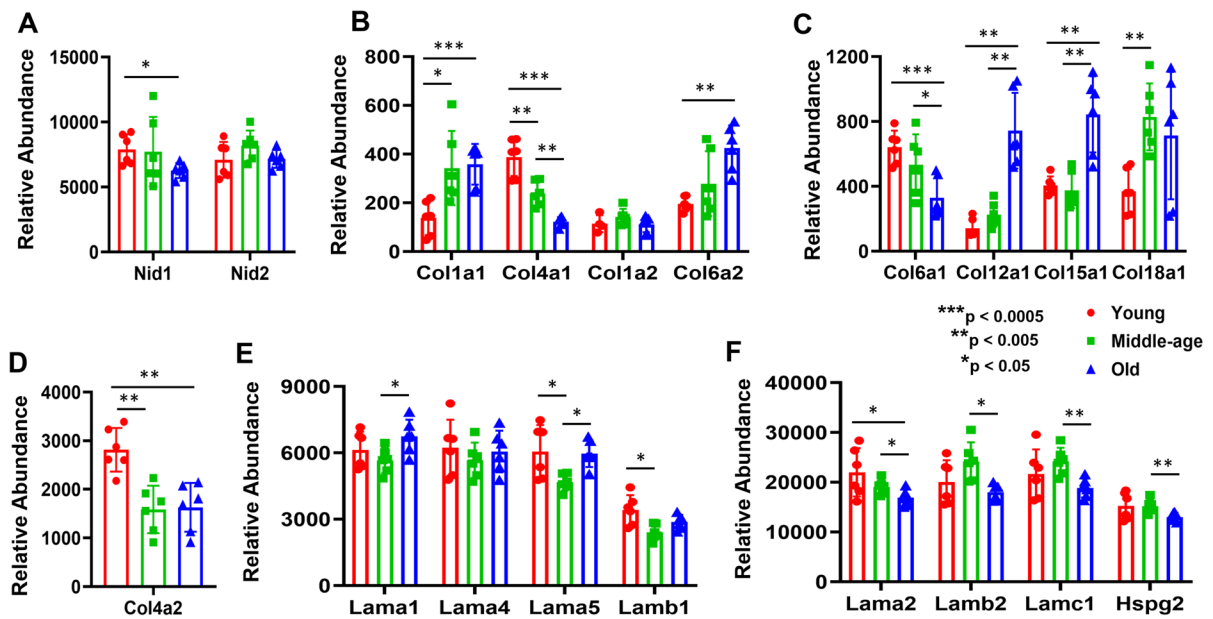 A
Relative Abundance
15000
10000
5000
0
*
Nid1
Nid2
B
Relative Abundance
800
600
400
200
0
***
*
***
**
**
**
Col1a1
Col4a1
Col1a2
Col6a2
C
Relative Abundance
1200
800
400
0
***
*
**
**
**
**
**
Col6a1
Col12a1
Col15a1
Col18a1
***p < 0.0005
**p < 0.005
*p < 0.05
Young
Middle-age
Old
D
Relative Abundance
4000
3000
2000
1000
0
**
**
Col4a2
E
Relative Abundance
9000
6000
3000
0
*
*
*
*
Lama1
Lama4
Lama5
Lamb1
F
Relative Abundance
40000
30000
20000
10000
0
*
*
*
**
**
Lama2
Lamb2
Lamc1
Hspg2